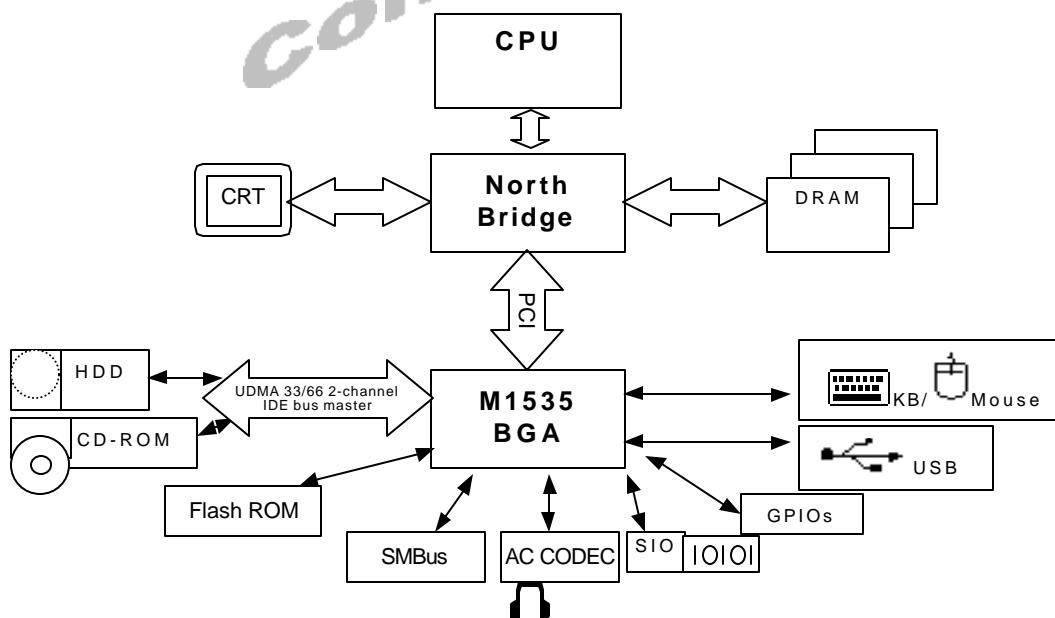 CPU
CRT
North
Bridge
DRAM
PCI
HDD
UDMA 33/66 2-channel
IDE bus master
M1535
BGA
KB/ Mouse
CD-ROM
USB
Flash ROM
GPIOs
SMBus
AC CODEC
SIO
IOIOI